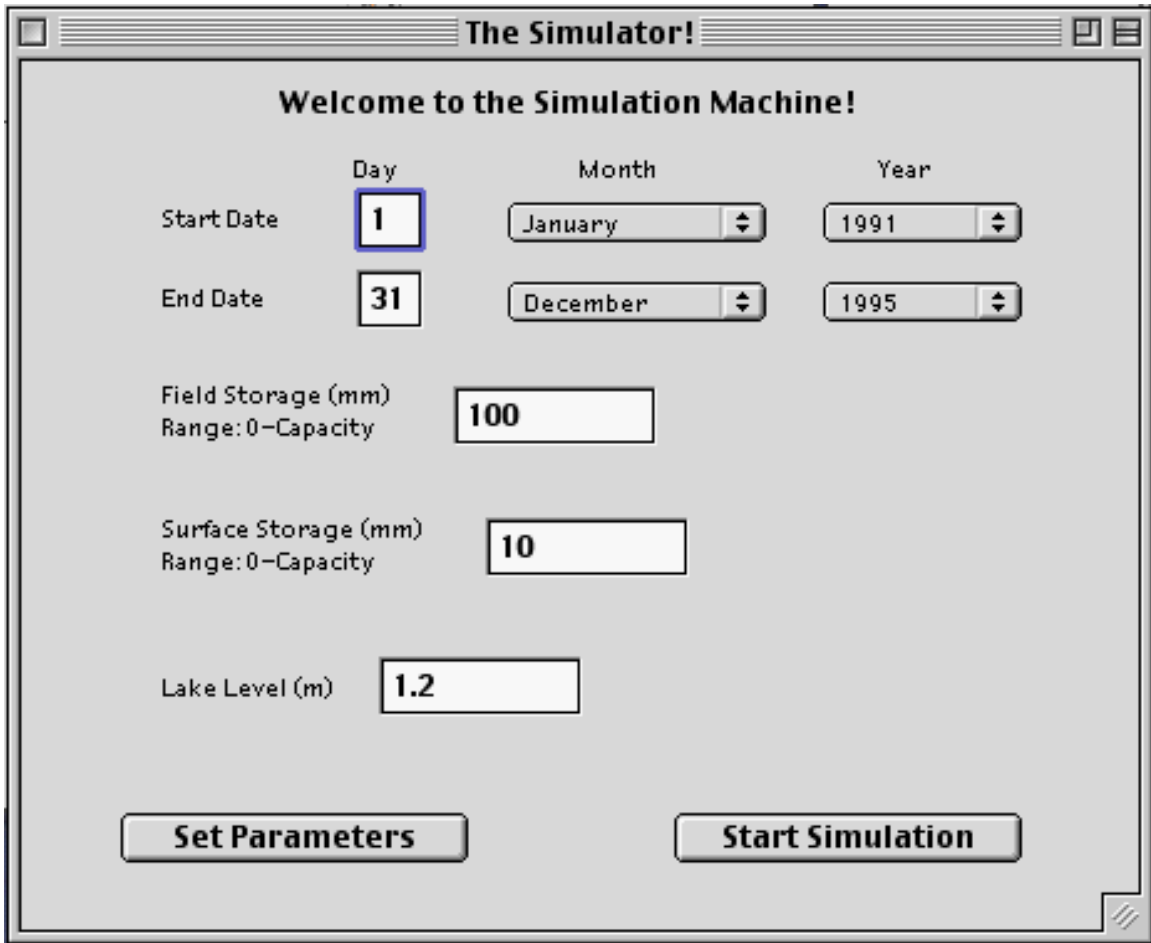 The Simulator!
Welcome to the Simulation Machine!
Day Month Year
Start Date 1 January 1991
End Date 31 December 1995
Field Storage (mm)
Range: 0-Capacity
100
Surface Storage (mm)
Range: 0-Capacity
10
Lake Level (m) 1.2
Set Parameters Start Simulation